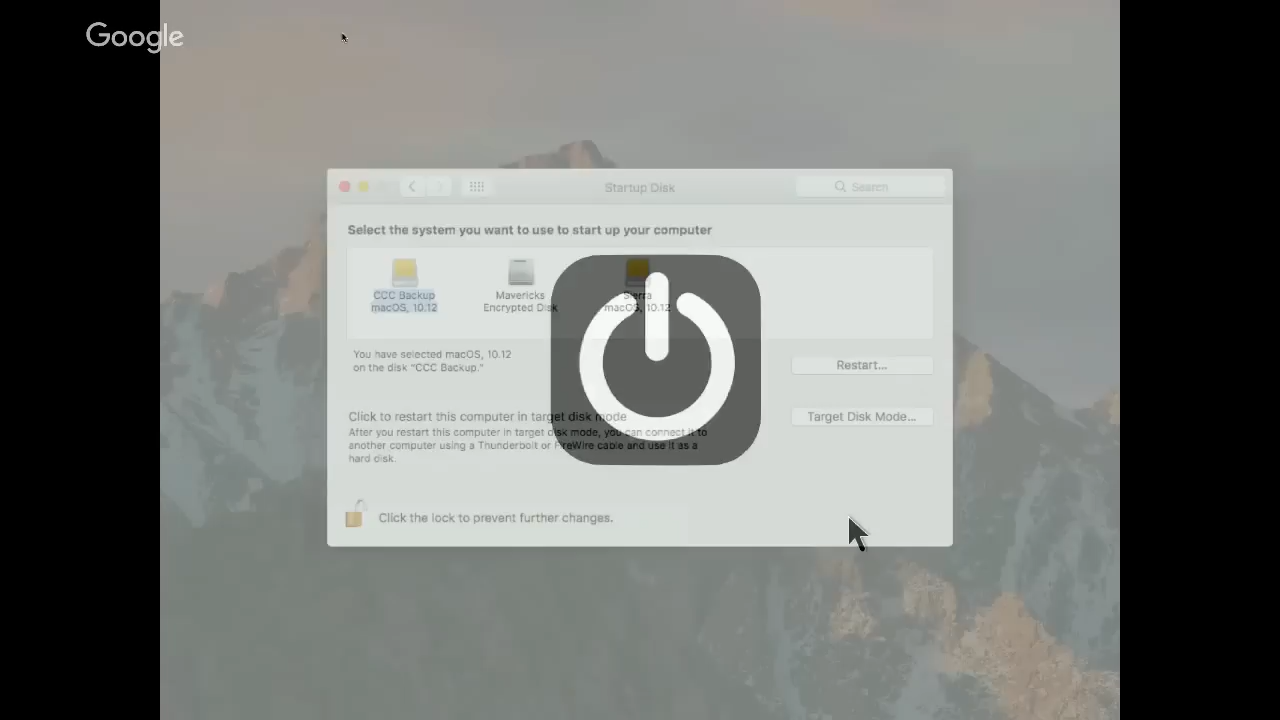 Google
Startup Disk
Search
Select the system you want to use to start up your computer
CCC Backup
macOS, 10.12
Mavericks
Encrypted Disk
Sierra
macOS, 10.12
You have selected macOS, 10.12
on the disk “CCC Backup.”
Restart...
Click to restart this computer in target disk mode
After you restart this computer in target disk mode, you can connect it to
another computer using a Thunderbolt or FireWire cable and use it as a
hard disk.
Target Disk Mode...
Click the lock to prevent further changes.